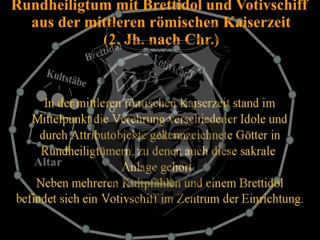 Rundheiligtum mit Brettidol und Votivschiff
aus der mittleren römischen Kaiserzeit
(2. Jh. nach Chr.)
Brettidol
Votivschiff
Kultstäbe
In der mittleren römischen Kaiserzeit stand im
Mittelpunkt die Verehrung verschiedener Idole und
durch Attributobjekte gekennzeichnete Götter in
Rundheiligtümern, zu denen auch diese sakrale
Anlage gehört
Altar
Neben mehreren Kultpfählen und einem Brettidol
befindet sich ein Votivschiff im Zentrum der Einrichtung.